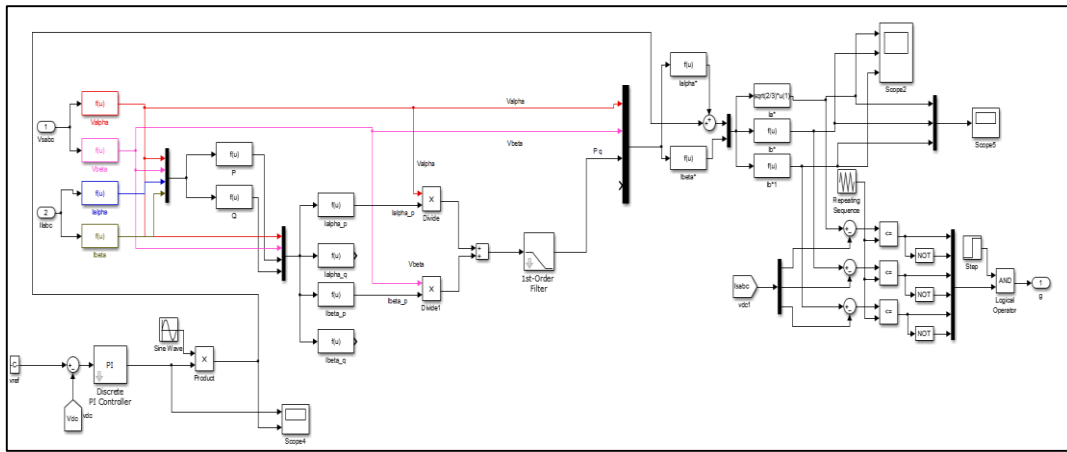 f(u)
Valpha
1
Vsabc
f(u)
Vbeta
f(u)
Ialpha
2
Ilabc
f(u)
Ibeta
f(u)
P
f(u)
Q
f(u)
Ialpha_p
f(u)
Ialpha_q
f(u)
Ibeta_p
f(u)
Ibeta_q
Valpha
Valpha
X
Divide
Vbeta
X
Divide1
+
+
1st-Order
Filter
Valpha
Vbeta
P q
f(u)
Ialpha*
f(u)
Ibeta*
sqrt(2/3)*u(1)
Ia*
f(u)
Ib*
f(u)
Ib*1
Scope2
Scope5
Repeating
Sequence
Isabc
vdc1
<=
<=
<=
NOT
NOT
NOT
Step
AND
Logical
Operator
1
g
-C-
vref
Vdc
vdc
PI
Discrete
PI Controller
Sine Wave
X
Product
Scope4